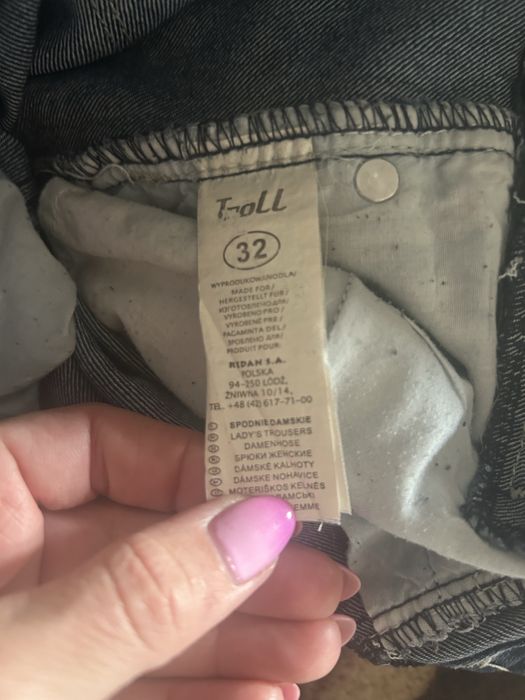 Troll
32
WYPRODUKOWANO DLA/
MADE FOR/
HERGESTELLT FUR/
ИЗГОТОВЛЕНО ДЛЯ/
VYROBENO PRO/
VYROBENÉ PRE/
PAGAMINTA DEL/
ЗРОБЛЕНО ДЛЯ/
PRODUIT POUR:
REDAN S.A.
POLSKA
94-250 ŁÓDŹ,
ŻNIWNA 10/14,
TEL. +48 (42) 617-71-00
SPODNIE DAMSKIE
LADY'S TROUSERS
DAMENHOSE
БРЮКИ ЖЕНСКИЕ
DÁMSKÉ KALHOTY
DÁMSKE NOHAVICE
MOTERIŠKOS KELNĖS